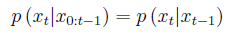 p (x_t|x_{0:t−1}) = p (x_t|x_{t−1})